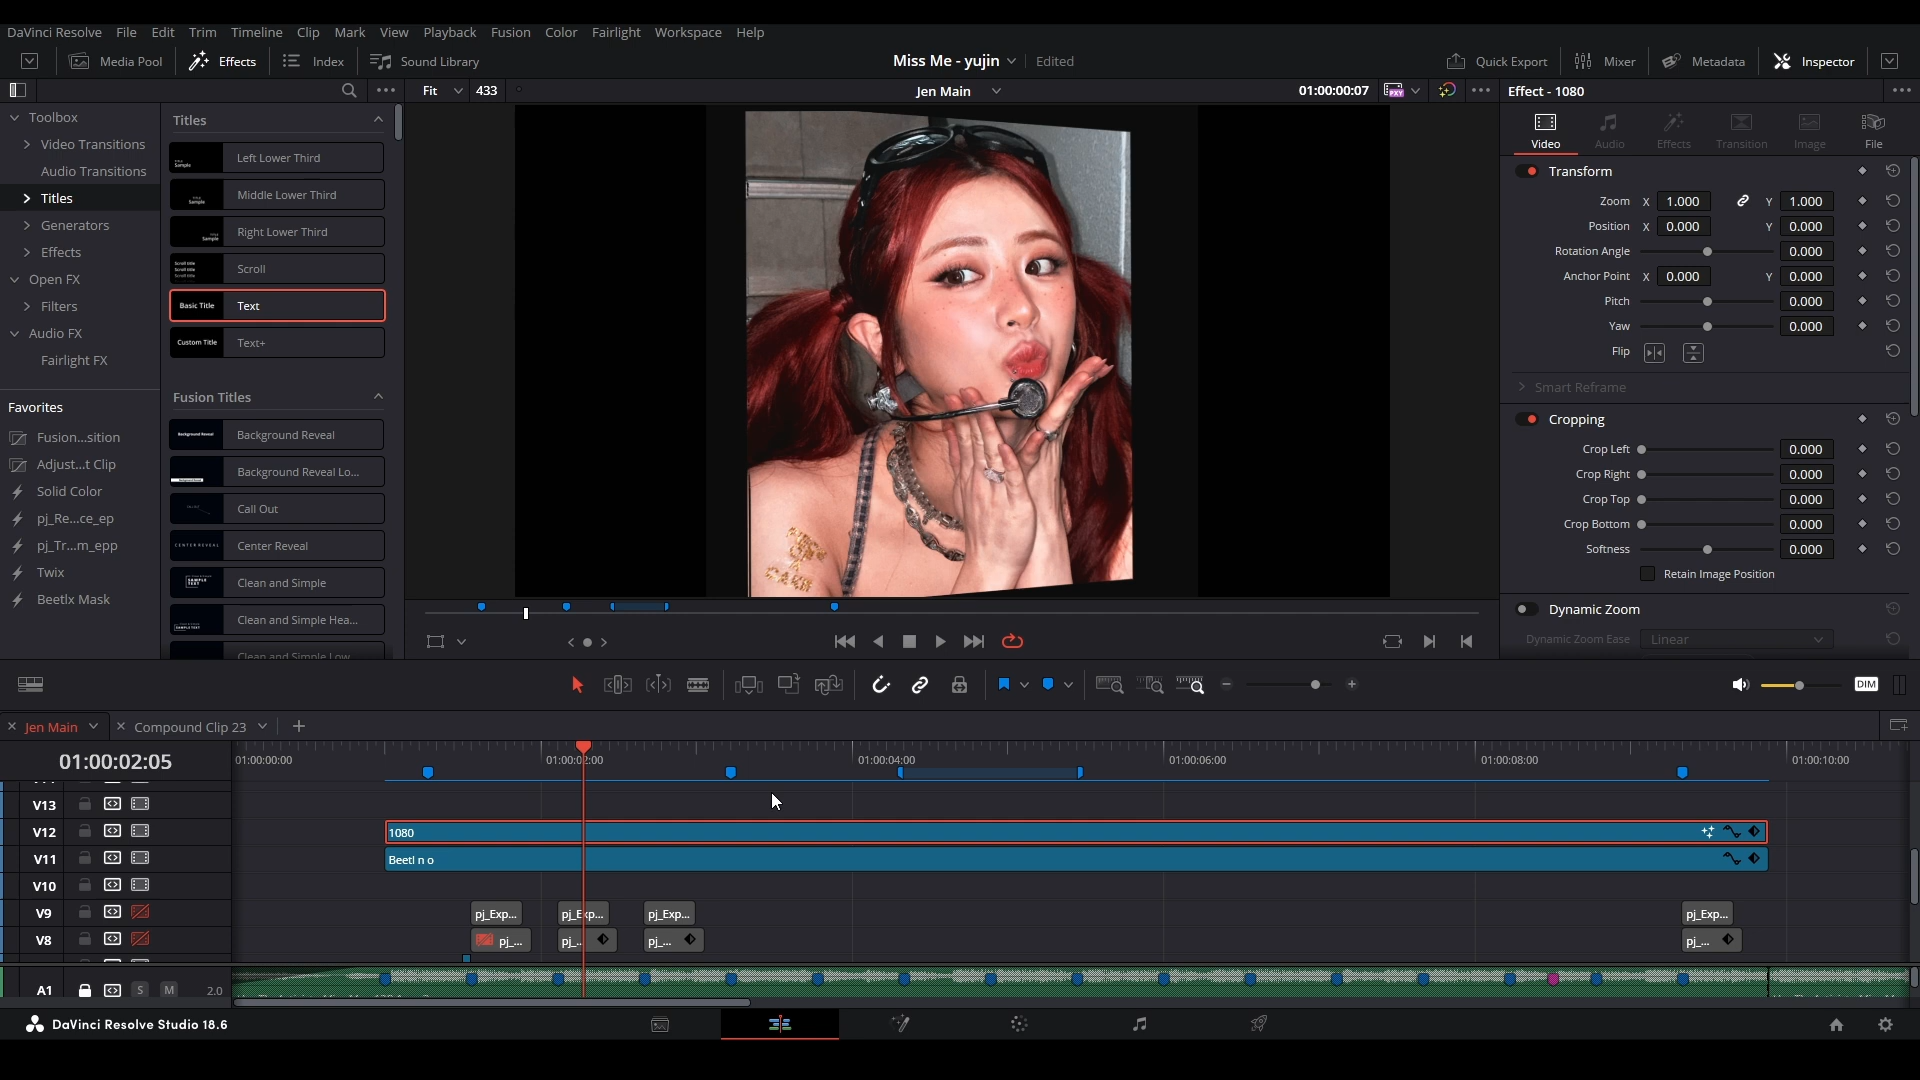 DaVinci Resolve File Edit Trim Timeline Clip Mark View Playback Fusion Color Fairlight Workspace Help
Media Pool Effects Index Sound Library Miss Me - yujin Edited Quick Export Mixer Metadata Inspector
Fit 433 Jen Main 01:00:00:07 PXY Effect - 1080
Toolbox
Video Transitions
Audio Transitions
Titles
Generators
Effects
Open FX
Filters
Audio FX
Fairlight FX
Favorites
Fusion...sition
Adjust...t Clip
Solid Color
pj_Re...ce_ep
pj_Tr...m_epp
Twix
Beetlx Mask
Titles
Left Lower Third
Middle Lower Third
Right Lower Third
Scroll
Basic Title Text
Custom Title Text+
Fusion Titles
Background Reveal
Background Reveal Lo...
Call Out
CENTER REVEAL Center Reveal
SAMPLE TEXT Clean and Simple
Clean and Simple Hea...
Clean and Simple Low
Video Audio Effects Transition Image File
Transform
Zoom X 1.000 Y 1.000
Position X 0.000 Y 0.000
Rotation Angle 0.000
Anchor Point X 0.000 Y 0.000
Pitch 0.000
Yaw 0.000
Flip
Smart Reframe
Cropping
Crop Left 0.000
Crop Right 0.000
Crop Top 0.000
Crop Bottom 0.000
Softness 0.000
Retain Image Position
Dynamic Zoom
Dynamic Zoom Ease Linear
DIM
Jen Main Compound Clip 23
01:00:02:05 01:00:00:00 01:00:02:00 01:00:04:00 01:00:06:00 01:00:08:00 01:00:10:00
V13
V12 1080
V11 Beetl n o
V10
V9 pj_Exp... pj_Exp... pj_Exp... pj_Exp...
V8 pj_... pj_... pj_... pj_...
A1 S M 2.0
DaVinci Resolve Studio 18.6